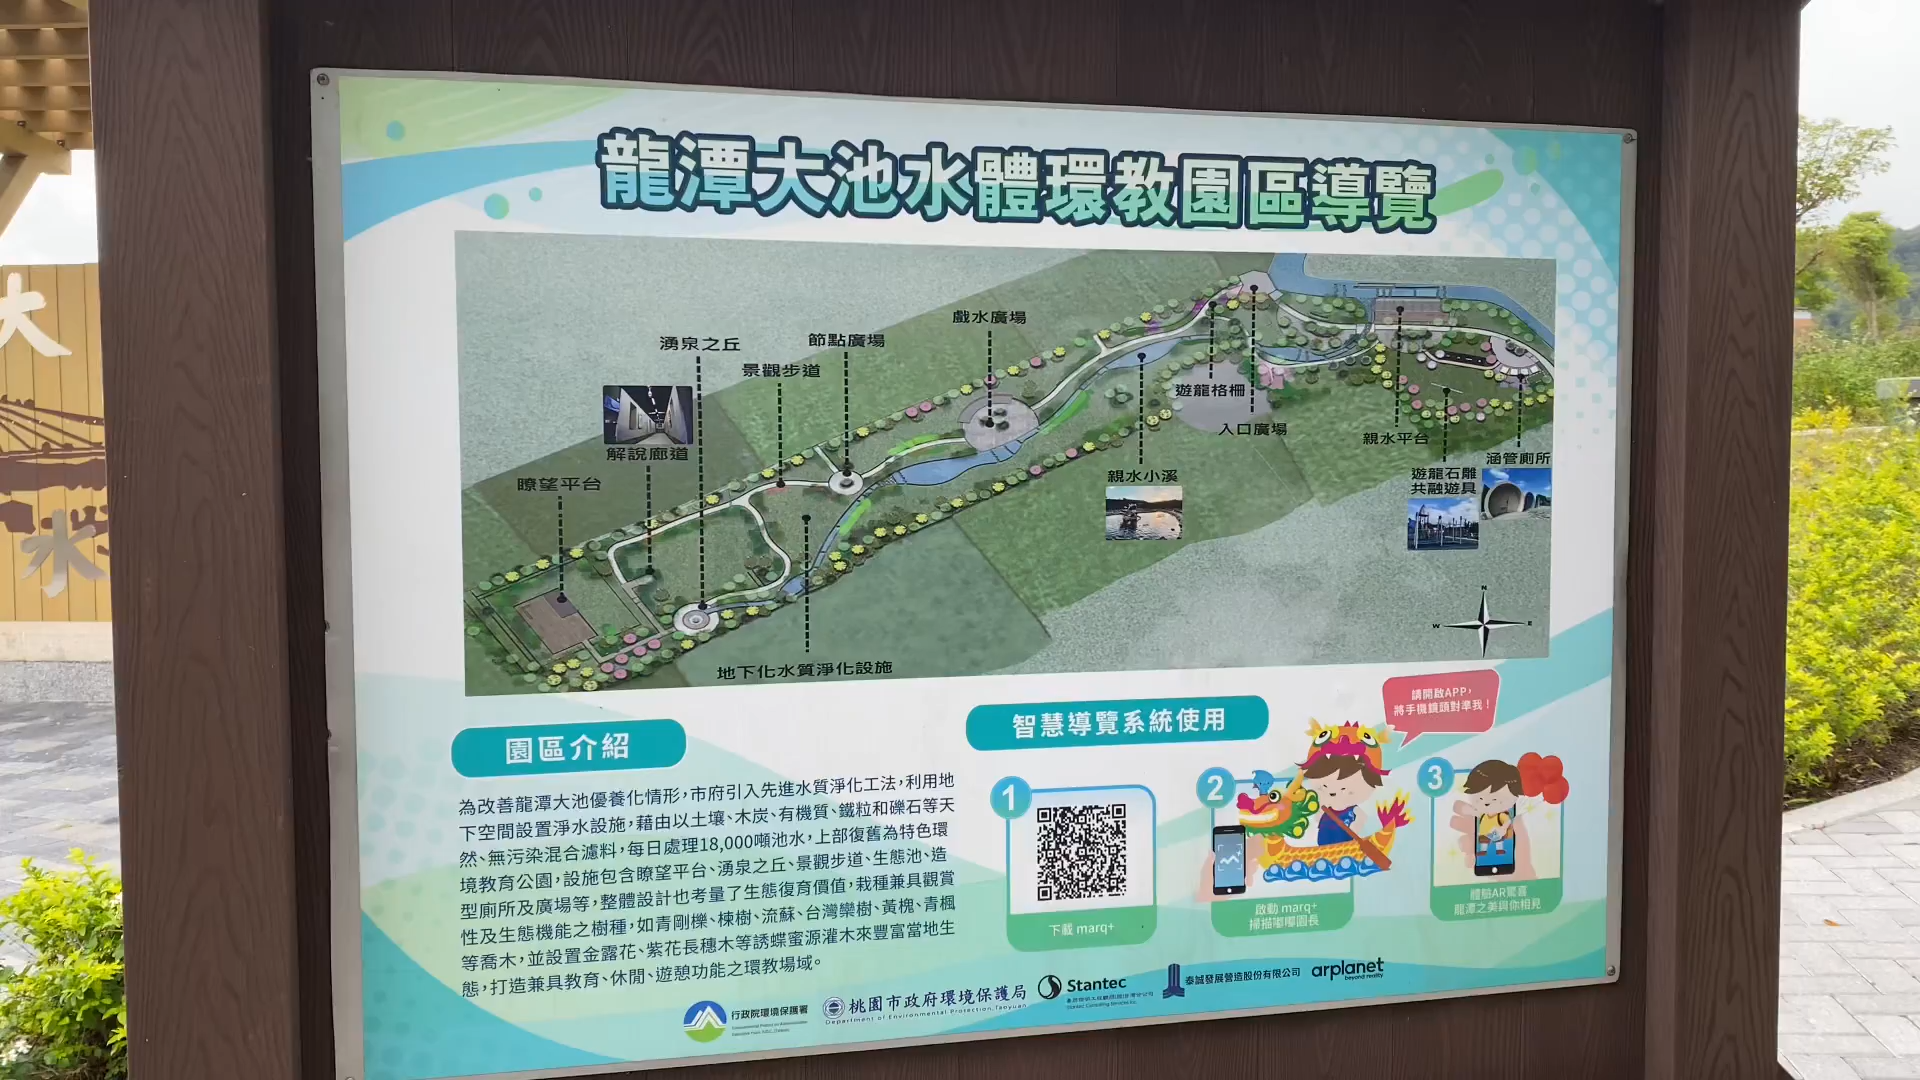 龍潭大池水體環教園區導覽
戲水廣場
節點廣場
湧泉之丘
景觀步道
解說廊道
瞭望平台
遊龍格柵
入口廣場
親水平台
親水小溪
涵管廁所
遊龍石雕
共融遊具
地下化水質淨化設施
N
W
E
園區介紹
為改善龍潭大池優養化情形,市府引入先進水質淨化工法,利用地
下空間設置淨水設施,藉由以土壤、木炭、有機質、鐵粒和礫石等天
然、無污染混合濾料,每日處理18,000噸池水,上部復舊為特色環
境教育公園,設施包含瞭望平台、湧泉之丘、景觀步道、生態池、造
型廁所及廣場等,整體設計也考量了生態復育價值,栽種兼具觀賞
性及生態機能之樹種,如青剛櫟、楝樹、流蘇、台灣欒樹、黃槐、青楓
等喬木,並設置金露花、紫花長穗木等誘蝶蜜源灌木來豐富當地生
態,打造兼具教育、休閒、遊憩功能之環教場域。
智慧導覽系統使用
請開啟APP,
將手機鏡頭對準我!
1
下載 marq+
2
啟動 marq+
掃描嘟嘟園長
3
體驗AR驚喜
龍潭之美與你相見
行政院環境保護署
桃園市政府環境保護局
Department of Environmental Protection, Taoyuan
Stantec
泰誠發展營造股份有限公司
arplanet
beyond reality
大
水